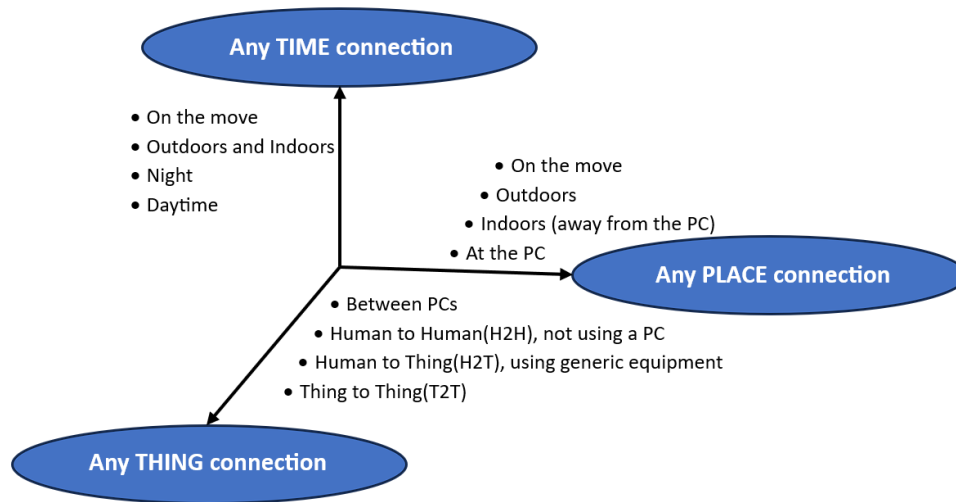 Any TIME connection
• On the move
• Outdoors and Indoors
• Night
• Daytime
• On the move
• Outdoors
• Indoors (away from the PC)
• At the PC
Any PLACE connection
• Between PCs
• Human to Human(H2H), not using a PC
• Human to Thing(H2T), using generic equipment
• Thing to Thing(T2T)
Any THING connection